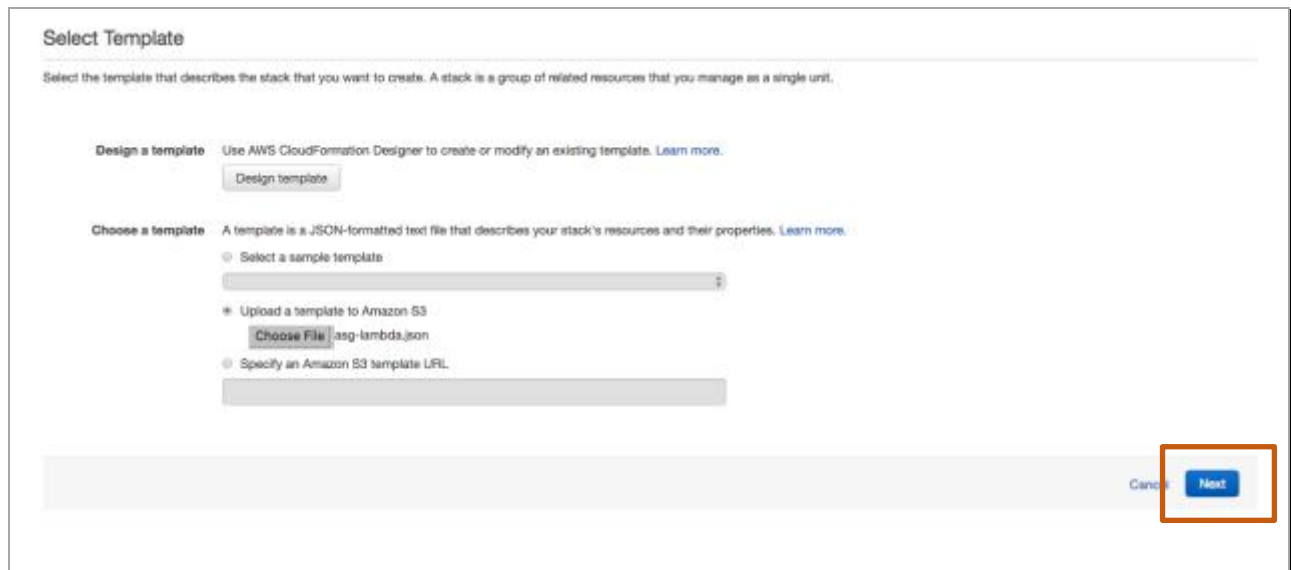 Select Template
Select the template that describes the stack that you want to create. A stack is a group of related resources that you manage as a single unit.
Design a template Use AWS CloudFormation Designer to create or modify an existing template. Learn more.
Design template
Choose a template A template is a JSON-formatted text file that describes your stack's resources and their properties. Learn more.
Select a sample template
Upload a template to Amazon S3
Choose File asg-lambda.json
Specify an Amazon S3 template URL
Cancel Next